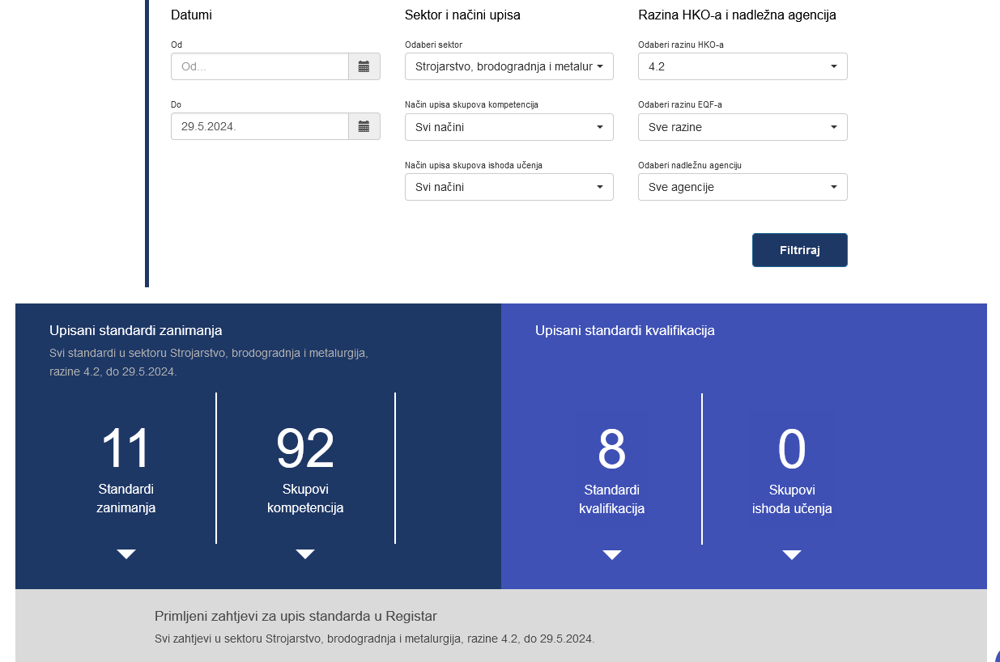 Datumi
Sektor i načini upisa
Razina HKO-a i nadležna agencija
Od
Odaberi sektor
Odaberi razinu HKO-a
Od...
Strojarstvo, brodogradnja i metalur
4.2
Do
Način upisa skupova kompetencija
Odaberi razinu EQF-a
29.5.2024.
Svi načini
Sve razine
Način upisa skupova ishoda učenja
Odaberi nadležnu agenciju
Svi načini
Sve agencije
Filtriraj
Upisani standardi zanimanja
Svi standardi u sektoru Strojarstvo, brodogradnja i metalurgija,
razine 4.2, do 29.5.2024.
11
Standardi
zanimanja
92
Skupovi
kompetencija
Upisani standardi kvalifikacija
8
Standardi
kvalifikacija
0
Skupovi
ishoda učenja
Primljeni zahtjevi za upis standarda u Registar
Svi zahtjevi u sektoru Strojarstvo, brodogradnja i metalurgija, razine 4.2, do 29.5.2024.